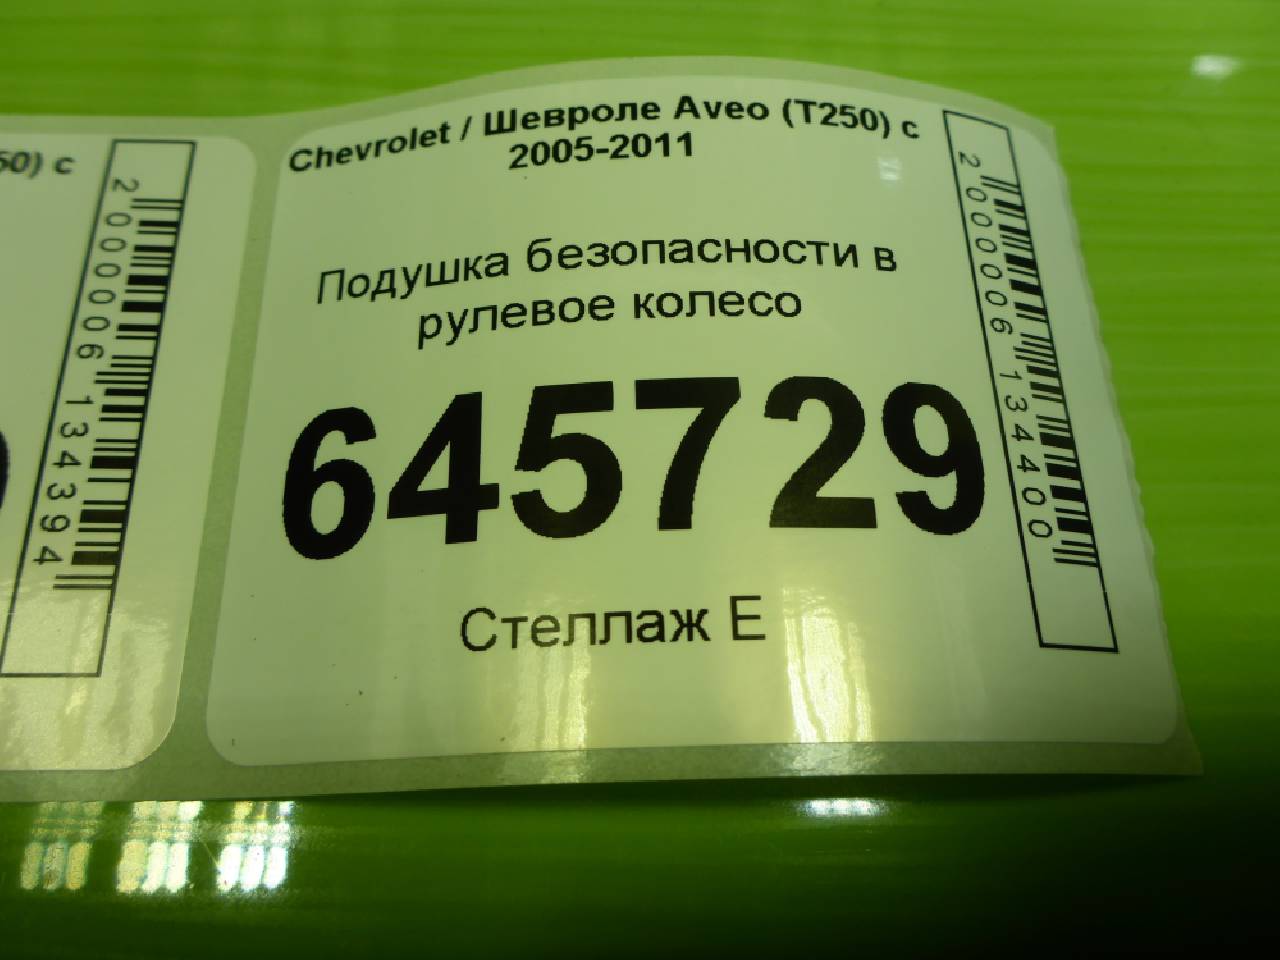 50) с
2000006134394
Chevrolet / Шевроле Aveo (T250) с
2005-2011
Подушка безопасности в
рулевое колесо
645729
Стеллаж Е
2000006134400